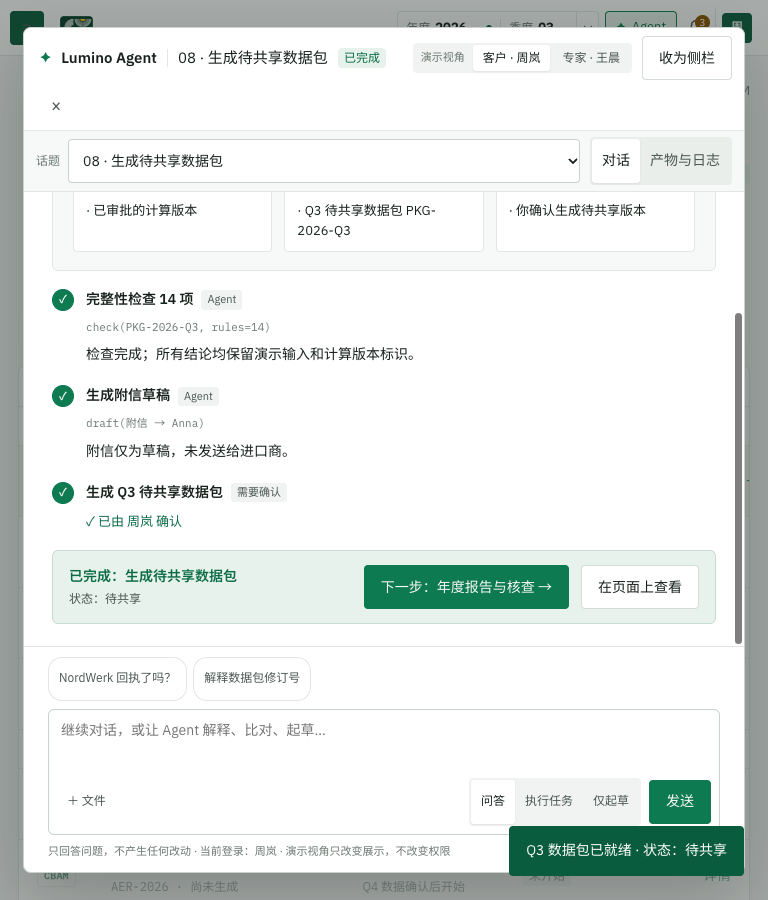 年度 2026
季度 Q3
✦ Agent
3
✦ Lumino Agent
08 · 生成待共享数据包
已完成
演示视角
客户 · 周岚
专家 · 王晨
收为侧栏
×
话题
08 · 生成待共享数据包
对话
产物与日志
· 已审批的计算版本
· Q3 待共享数据包 PKG-
2026-Q3
· 你确认生成待共享版本
✓ 完整性检查 14 项 Agent
check(PKG-2026-Q3, rules=14)
检查完成；所有结论均保留演示输入和计算版本标识。
✓ 生成附信草稿 Agent
draft(附信 → Anna)
附信仅为草稿，未发送给进口商。
✓ 生成 Q3 待共享数据包 需要确认
✓ 已由 周岚 确认
已完成：生成待共享数据包
状态：待共享
下一步：年度报告与核查 →
在页面上查看
NordWerk 回执了吗？
解释数据包修订号
继续对话，或让 Agent 解释、比对、起草…
＋ 文件
问答
执行任务
仅起草
发送
只回答问题，不产生任何改动 · 当前登录：周岚 · 演示视角只改变展示，不改变权限
Q3 数据包已就绪 · 状态：待共享
CBAM
AER-2026 · 尚未生成
Q4 数据确认后开始
未开始
详情